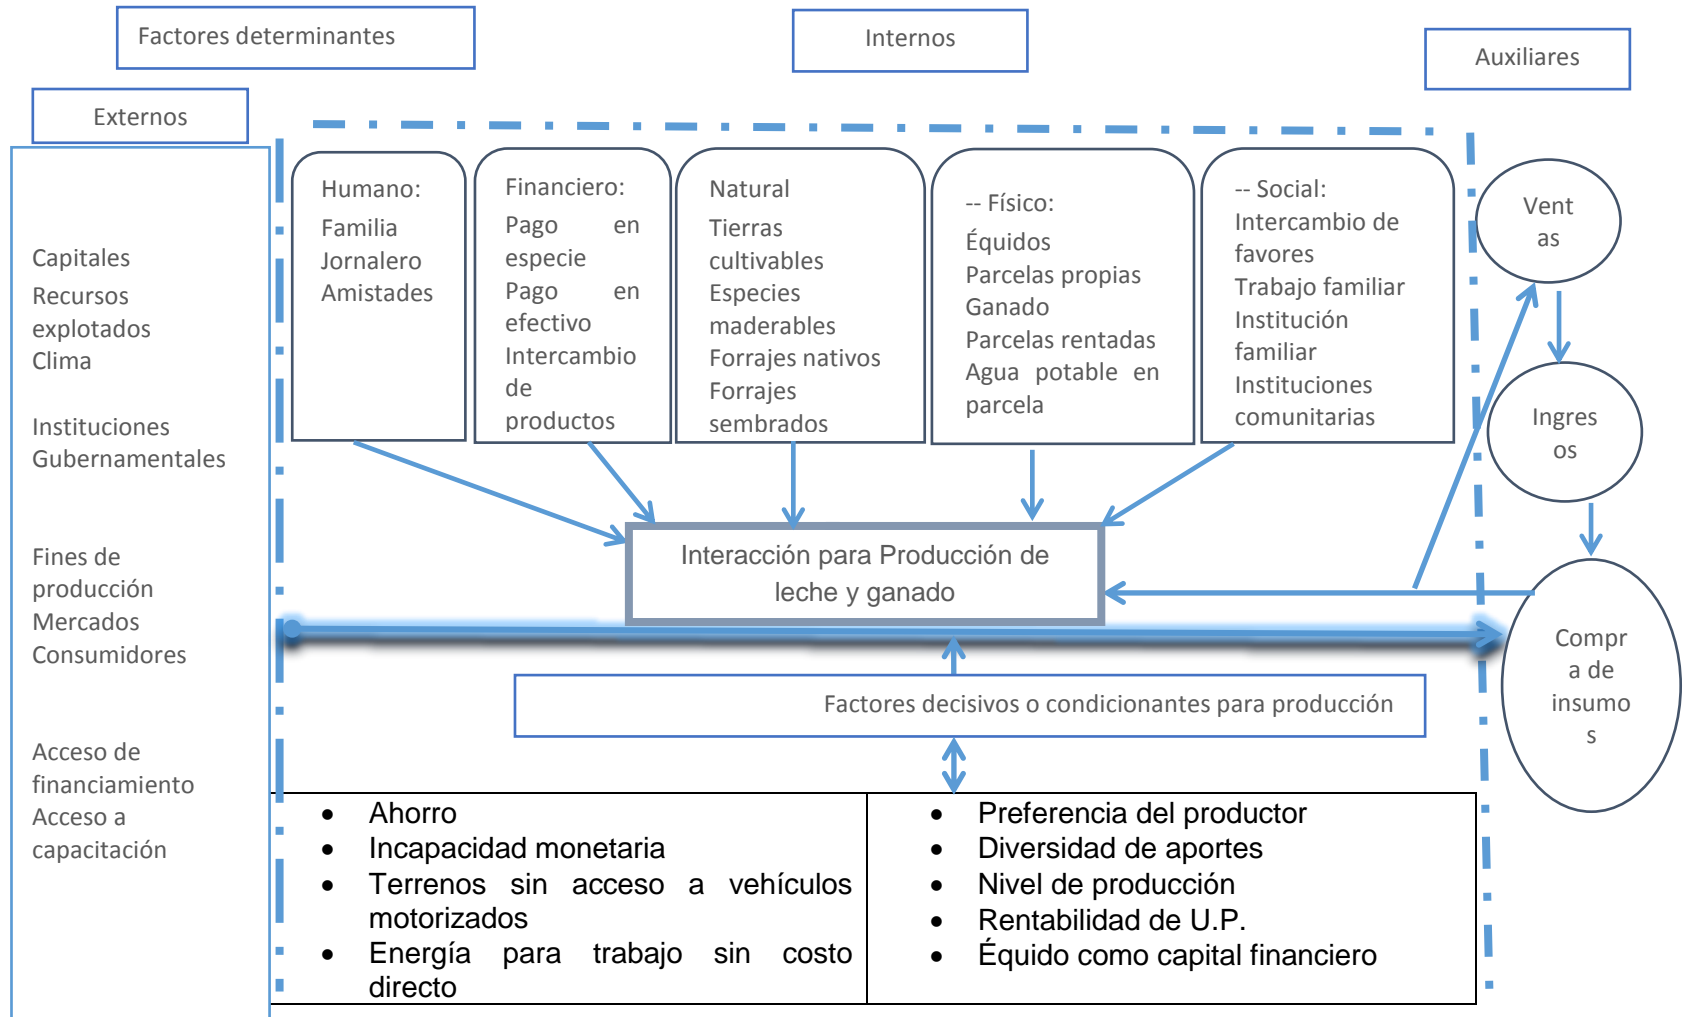 Factores determinantes
Internos
Auxiliares
Externos
Capitales
Recursos
explotados
Clima
Instituciones
Gubernamentales
Fines de
producción
Mercados
Consumidores
Acceso de
financiamiento
Acceso a
capacitación
Humano:
Familia
Jornalero
Amistades
Financiero:
Pago en
especie
Pago en
efectivo
Intercambio
de
productos
Natural
Tierras
cultivables
Especies
maderables
Forrajes nativos
Forrajes
sembrados
-- Físico:
Équidos
Parcelas propias
Ganado
Parcelas rentadas
Agua potable en
parcela
-- Social:
Intercambio de
favores
Trabajo familiar
Institución
familiar
Instituciones
comunitarias
Vent
as
Ingres
os
Compr
a de
insumo
s
Interacción para Producción de
leche y ganado
Factores decisivos o condicionantes para producción
• Ahorro
• Incapacidad monetaria
• Terrenos sin acceso a vehículos
motorizados
• Energía para trabajo sin costo
directo
• Preferencia del productor
• Diversidad de aportes
• Nivel de producción
• Rentabilidad de U.P.
• Équido como capital financiero